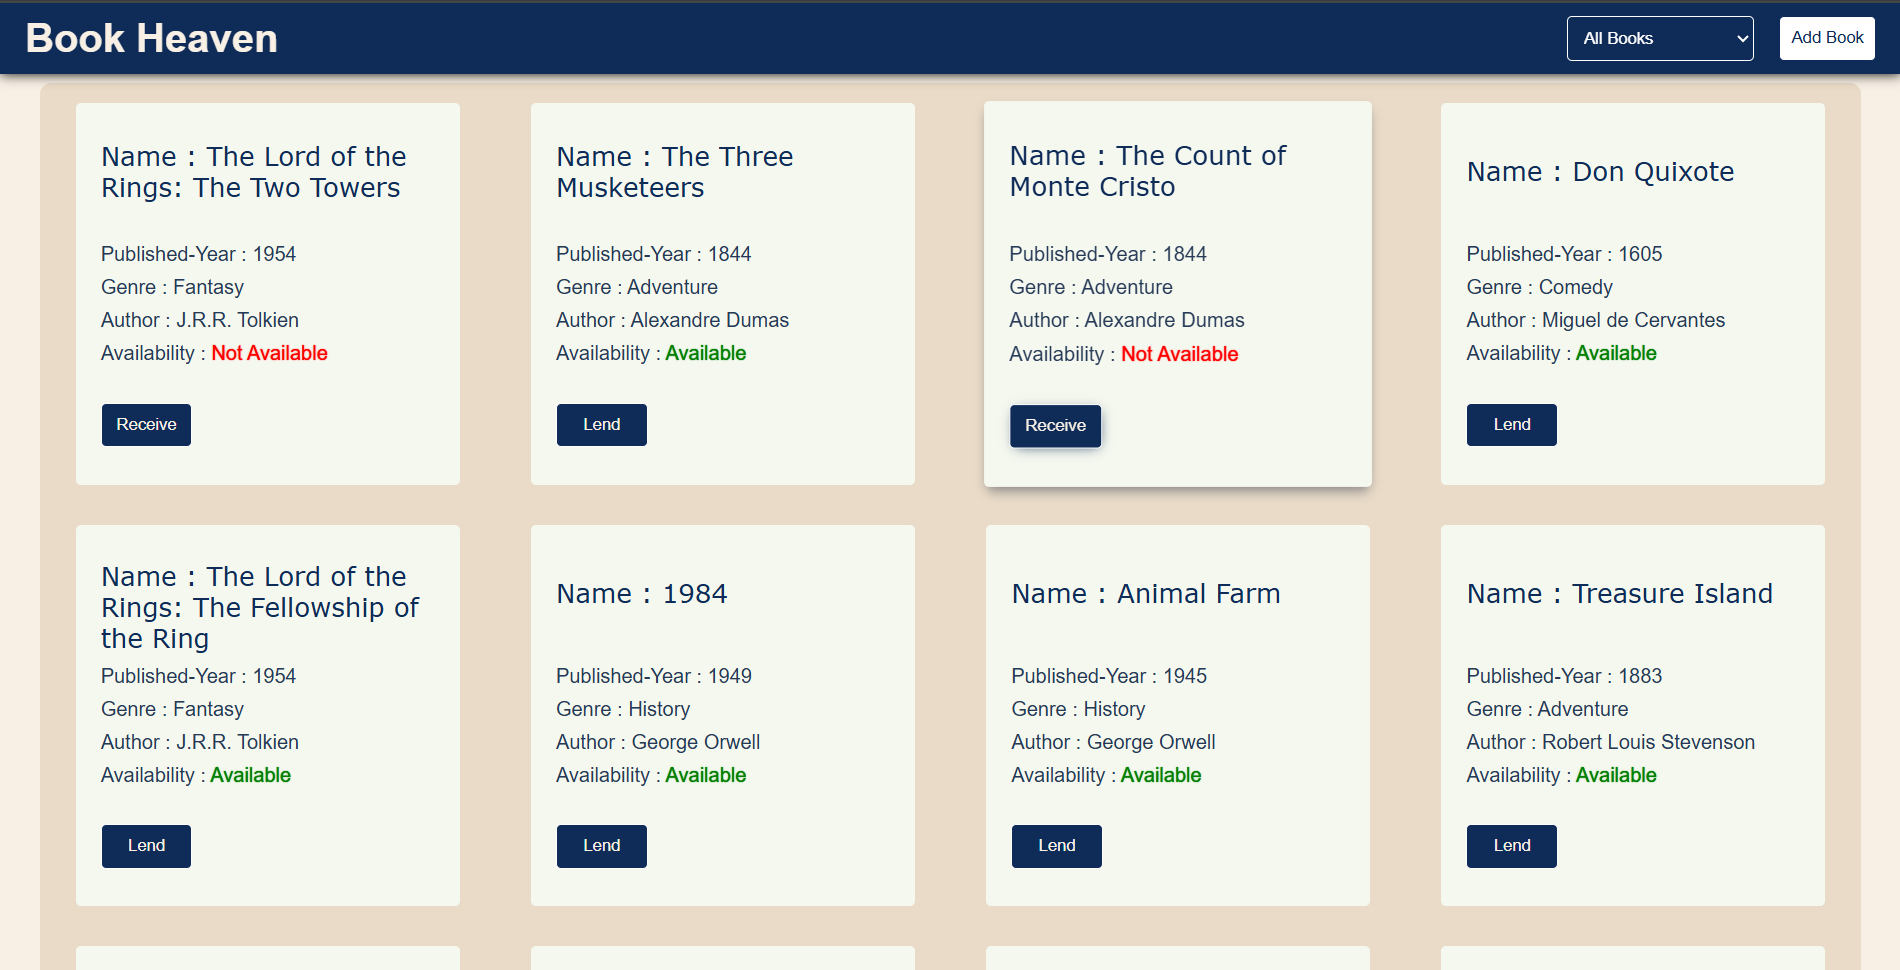 Book Heaven
All Books
Add Book
Name : The Lord of the
Rings: The Two Towers
Published-Year : 1954
Genre : Fantasy
Author : J.R.R. Tolkien
Availability : Not Available
Receive
Name : The Three
Musketeers
Published-Year : 1844
Genre : Adventure
Author : Alexandre Dumas
Availability : Available
Lend
Name : The Count of
Monte Cristo
Published-Year : 1844
Genre : Adventure
Author : Alexandre Dumas
Availability : Not Available
Receive
Name : Don Quixote
Published-Year : 1605
Genre : Comedy
Author : Miguel de Cervantes
Availability : Available
Lend
Name : The Lord of the
Rings: The Fellowship of
the Ring
Published-Year : 1954
Genre : Fantasy
Author : J.R.R. Tolkien
Availability : Available
Lend
Name : 1984
Published-Year : 1949
Genre : History
Author : George Orwell
Availability : Available
Lend
Name : Animal Farm
Published-Year : 1945
Genre : History
Author : George Orwell
Availability : Available
Lend
Name : Treasure Island
Published-Year : 1883
Genre : Adventure
Author : Robert Louis Stevenson
Availability : Available
Lend